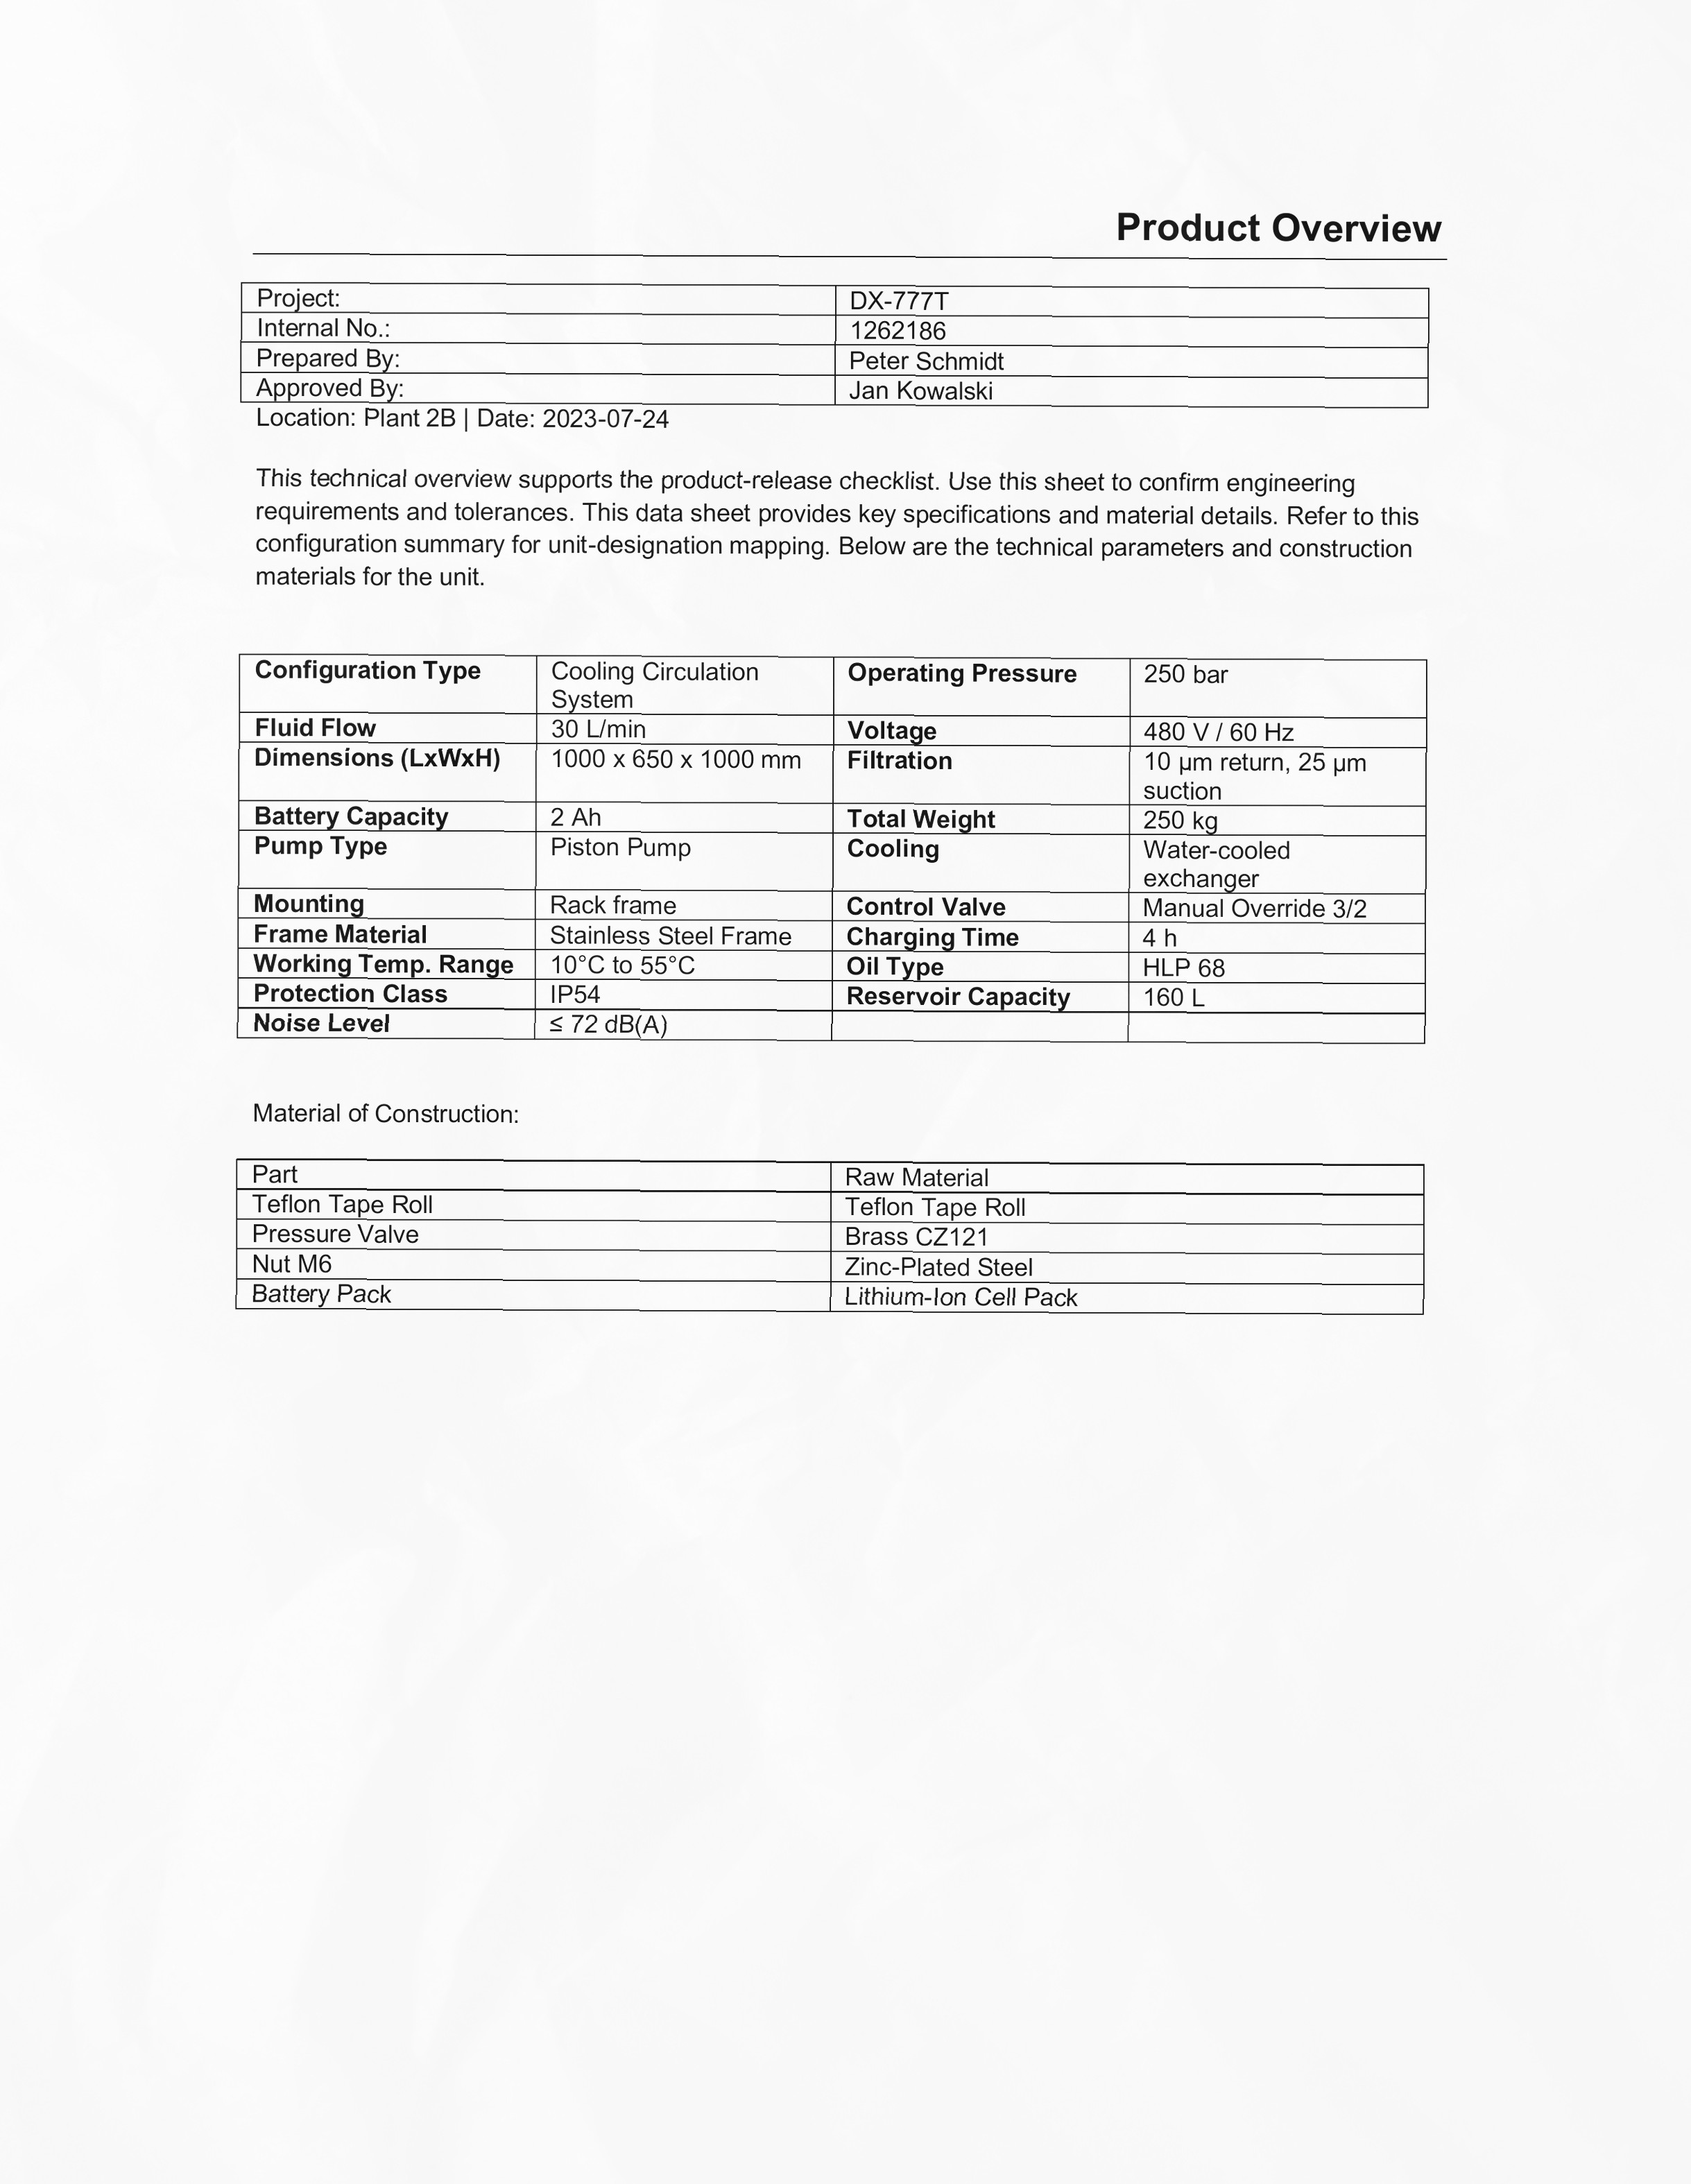 Product Overview
Project: DX-777T
Internal No.: 1262186
Prepared By: Peter Schmidt
Approved By: Jan Kowalski
Location: Plant 2B | Date: 2023-07-24
This technical overview supports the product-release checklist. Use this sheet to confirm engineering
requirements and tolerances. This data sheet provides key specifications and material details. Refer to this
configuration summary for unit-designation mapping. Below are the technical parameters and construction
materials for the unit.
Configuration Type Cooling Circulation System Operating Pressure 250 bar
Fluid Flow 30 L/min Voltage 480 V / 60 Hz
Dimensions (LxWxH) 1000 x 650 x 1000 mm Filtration 10 µm return, 25 µm suction
Battery Capacity 2 Ah Total Weight 250 kg
Pump Type Piston Pump Cooling Water-cooled exchanger
Mounting Rack frame Control Valve Manual Override 3/2
Frame Material Stainless Steel Frame Charging Time 4 h
Working Temp. Range 10°C to 55°C Oil Type HLP 68
Protection Class IP54 Reservoir Capacity 160 L
Noise Level ≤ 72 dB(A)
Material of Construction:
Part Raw Material
Teflon Tape Roll Teflon Tape Roll
Pressure Valve Brass CZ121
Nut M6 Zinc-Plated Steel
Battery Pack Lithium-Ion Cell Pack